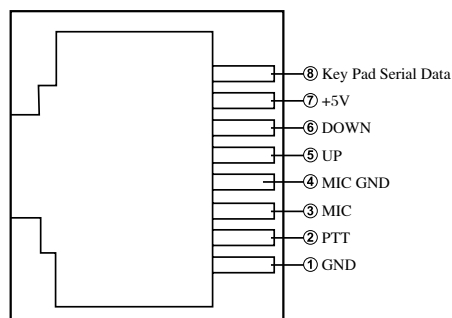 ⑧ Key Pad Serial Data
⑦ +5V
⑥ DOWN
⑤ UP
④ MIC GND
③ MIC
② PTT
① GND